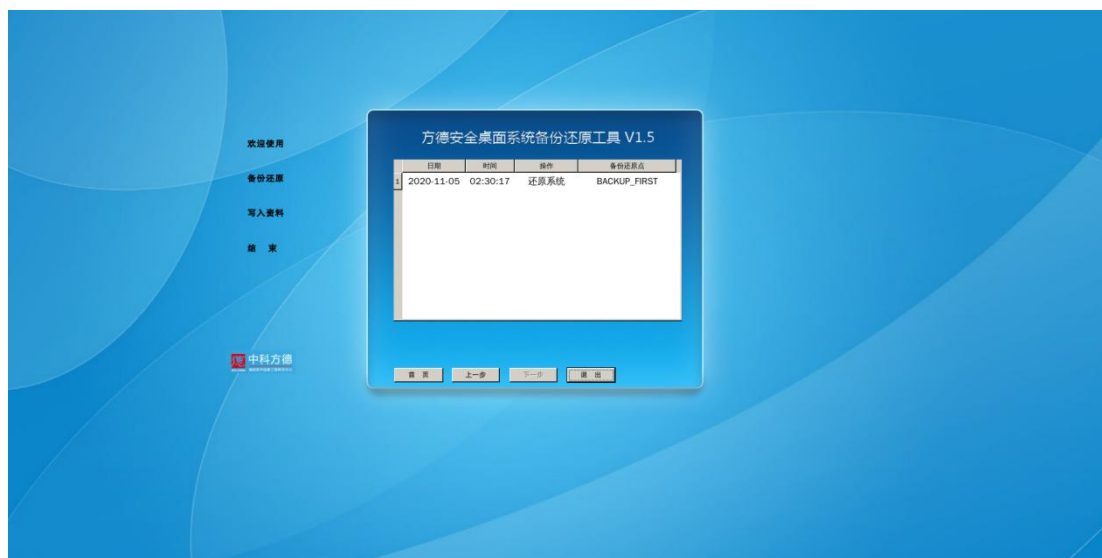 方德安全桌面系统备份还原工具 V1.5
欢迎使用
备份还原
写入资料
结 束
日期 时间 操作 备份还原点
1 2020-11-05 02:30:17 还原系统 BACKUP_FIRST
中科方德
首 页 上一步 下一步 退 出